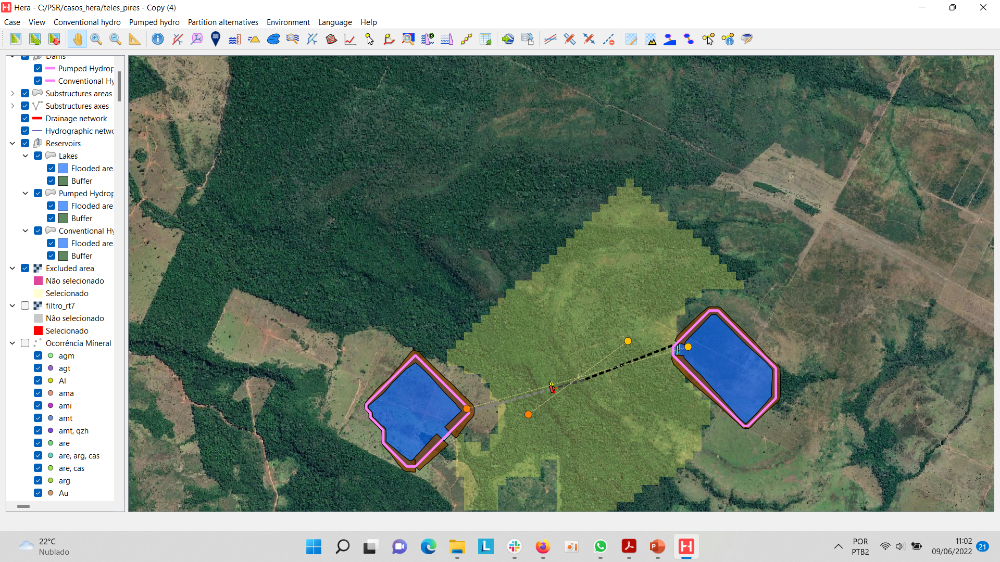 Hera - C:/PSR/casos_hera/teles_pires - Copy (4)
Case View Conventional hydro Pumped hydro Partition alternatives Environment Language Help
Dams
Pumped Hydrop
Conventional Hy
Substructures areas
Substructures axes
Drainage network
Hydrographic netwo
Reservoirs
Lakes
Flooded are
Buffer
Pumped Hydrop
Flooded are
Buffer
Conventional Hy
Flooded are
Buffer
Excluded area
Não selecionado
Selecionado
filtro_rt7
Não selecionado
Selecionado
Ocorrência Mineral
agm
agt
Al
ama
ami
amt
amt, qzh
are
are, arg, cas
are, cas
arg
Au
22°C
Nublado
POR
PTB2
11:02
09/06/2022
21